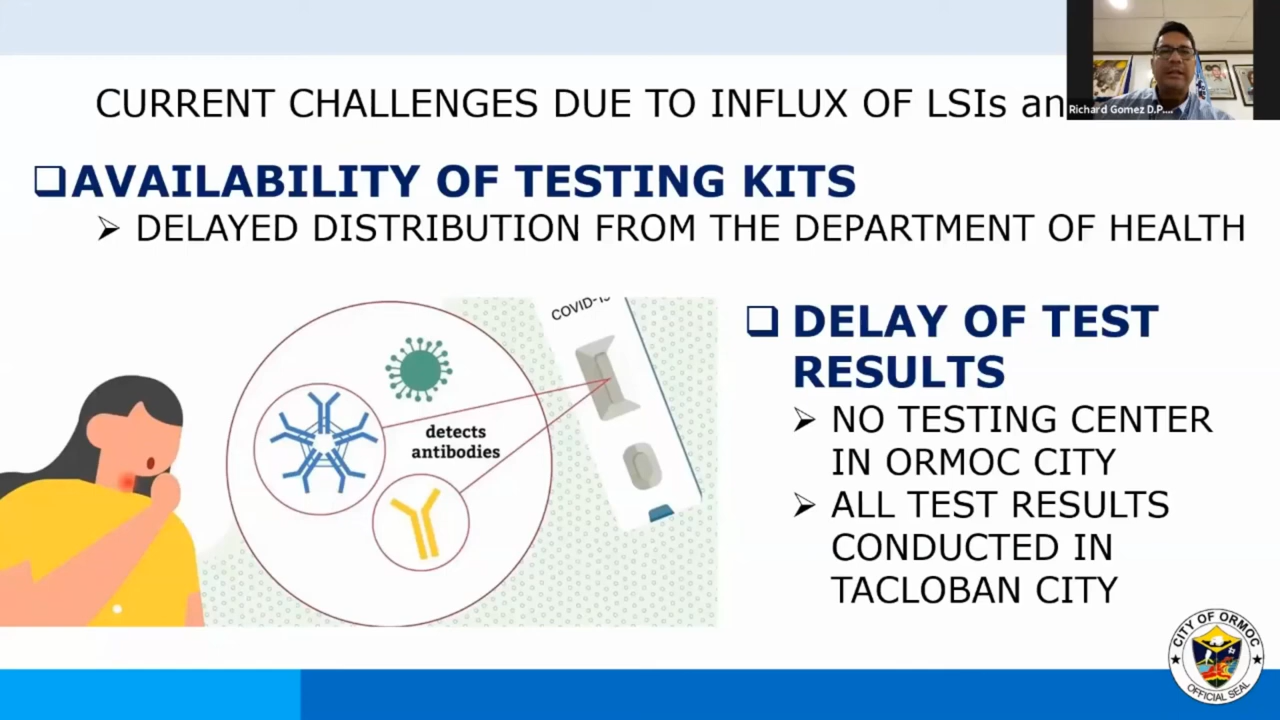 CURRENT CHALLENGES DUE TO INFLUX OF LSIs an
Richard Gomez D.P....
❑AVAILABILITY OF TESTING KITS
➢ DELAYED DISTRIBUTION FROM THE DEPARTMENT OF HEALTH
COVID-19
detects
antibodies
❑ DELAY OF TEST
RESULTS
➢ NO TESTING CENTER
IN ORMOC CITY
➢ ALL TEST RESULTS
CONDUCTED IN
TACLOBAN CITY
CITY OF ORMOC
OFFICIAL SEAL